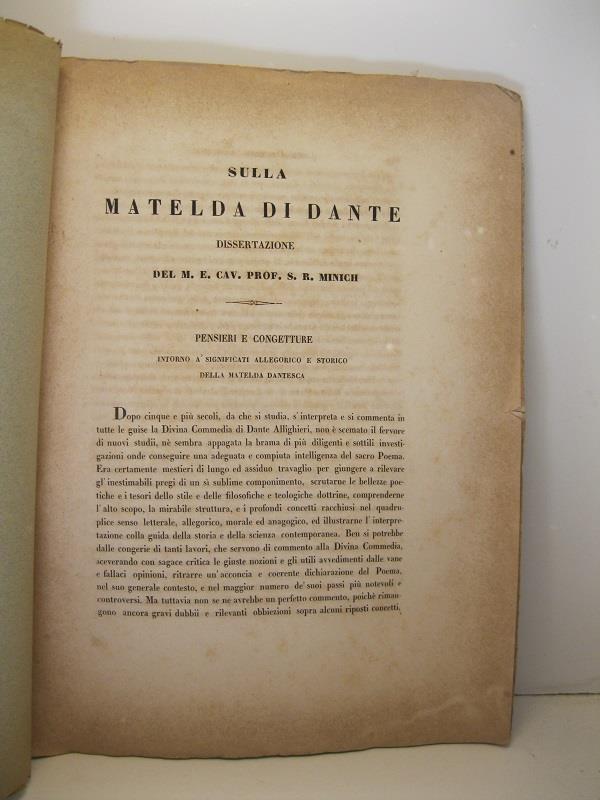 SULLA
MATELDA DI DANTE
DISSERTAZIONE
DEL M. E. CAV. PROF. S. R. MINICH
PENSIERI E CONGETTURE
INTORNO A' SIGNIFICATI ALLEGORICO E STORICO
DELLA MATELDA DANTESCA
Dopo cinque e più secoli, da che si studia, s'interpreta e si commenta in
tutte le guise la Divina Commedia di Dante Allighieri, non è scemato il fervore
di nuovi studii, nè sembra appagata la brama di più diligenti e sottili investi-
gazioni onde conseguire una adeguata e compiuta intelligenza del sacro Poema.
Era certamente mestieri di lungo ed assiduo travaglio per giungere a rilevare
gl'inestimabili pregi di un sì sublime componimento, scrutarne le bellezze poe-
tiche e i tesori dello stile e delle filosofiche e teologiche dottrine, comprenderne
l'alto scopo, la mirabile struttura, e i profondi concetti racchiusi nel quadru-
plice senso letterale, allegorico, morale ed anagogico, ed illustrarne l'interpre-
tazione colla guida della storia e della scienza contemporanea. Ben si potrebbe
dalle congerie di tanti lavori, che servono di commento alla Divina Commedia,
sceverando con sagace critica le giuste nozioni e gli utili avvedimenti dalle vane
e fallaci opinioni, ritrarre un'acconcia e coerente dichiarazione del Poema,
nel suo generale contesto, e nel maggior numero de'suoi passi più notevoli e
controversi. Ma tuttavia non se ne avrebbe un perfetto commento, poichè riman-
gono ancora gravi dubbii e rilevanti obbiezioni sopra alcuni riposti concetti,